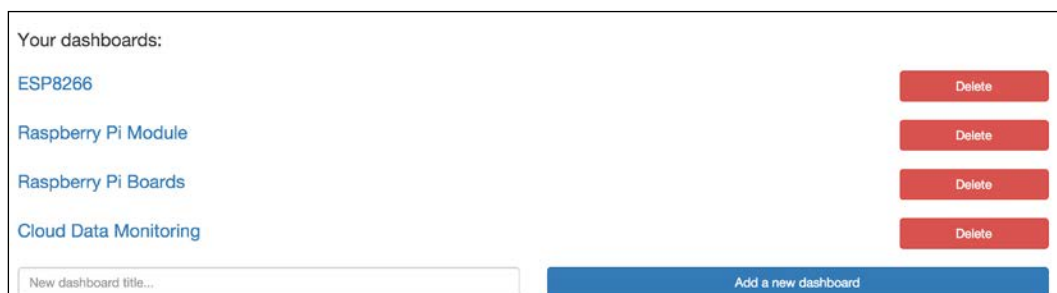 Your dashboards:
ESP8266 Delete
Raspberry Pi Module Delete
Raspberry Pi Boards Delete
Cloud Data Monitoring Delete
New dashboard title... Add a new dashboard